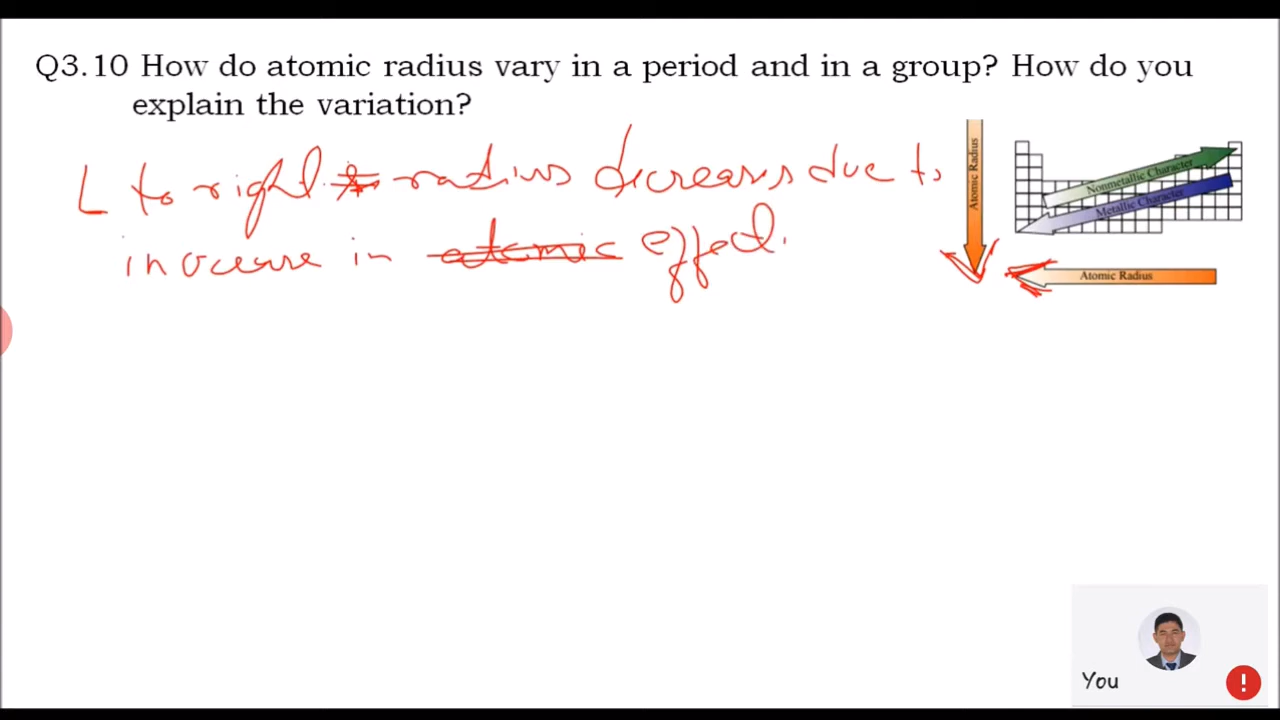 Q3.10 How do atomic radius vary in a period and in a group? How do you
explain the variation?
L to right radius decreases due to
increase in atomic effect.
Atomic Radius
Nonmetallic Character
Metallic Character
Atomic Radius
You
!